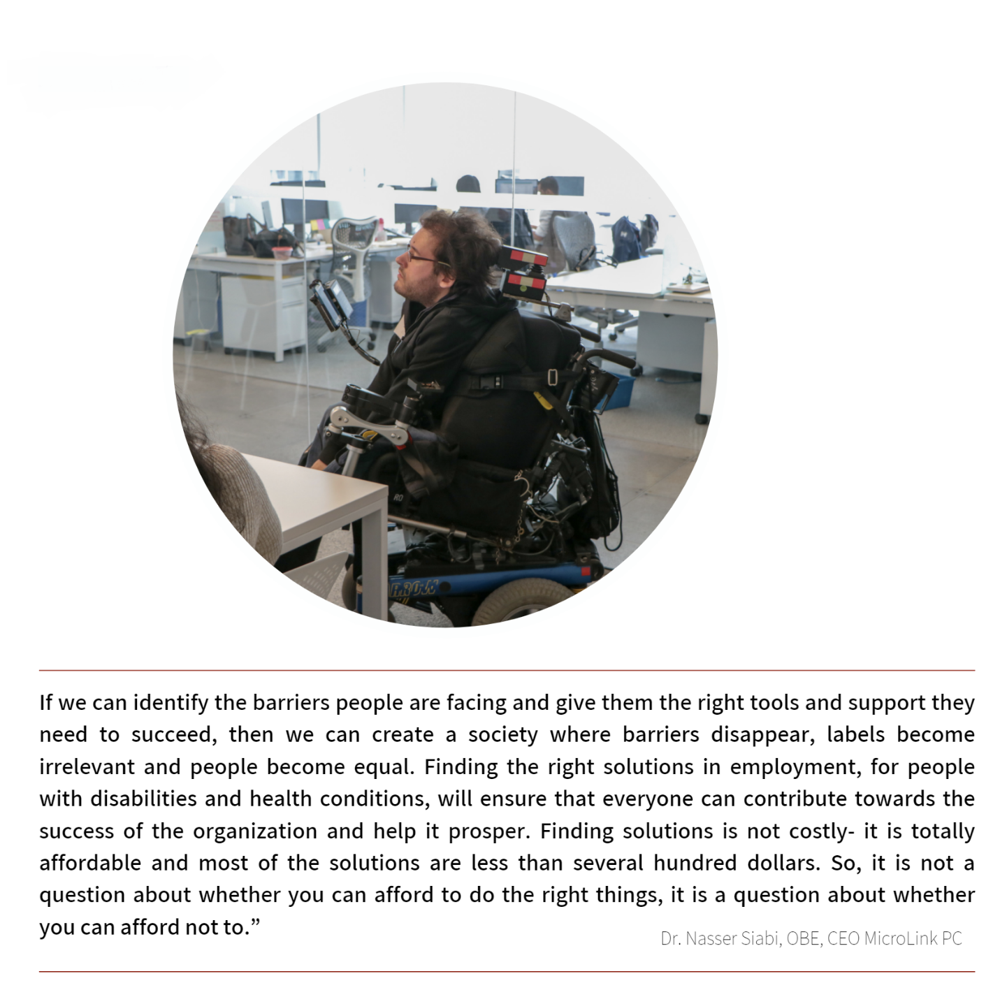 RO
ARROW
If we can identify the barriers people are facing and give them the right tools and support they
need to succeed, then we can create a society where barriers disappear, labels become
irrelevant and people become equal. Finding the right solutions in employment, for people
with disabilities and health conditions, will ensure that everyone can contribute towards the
success of the organization and help it prosper. Finding solutions is not costly- it is totally
affordable and most of the solutions are less than several hundred dollars. So, it is not a
question about whether you can afford to do the right things, it is a question about whether
you can afford not to.”
Dr. Nasser Siabi, OBE, CEO MicroLink PC